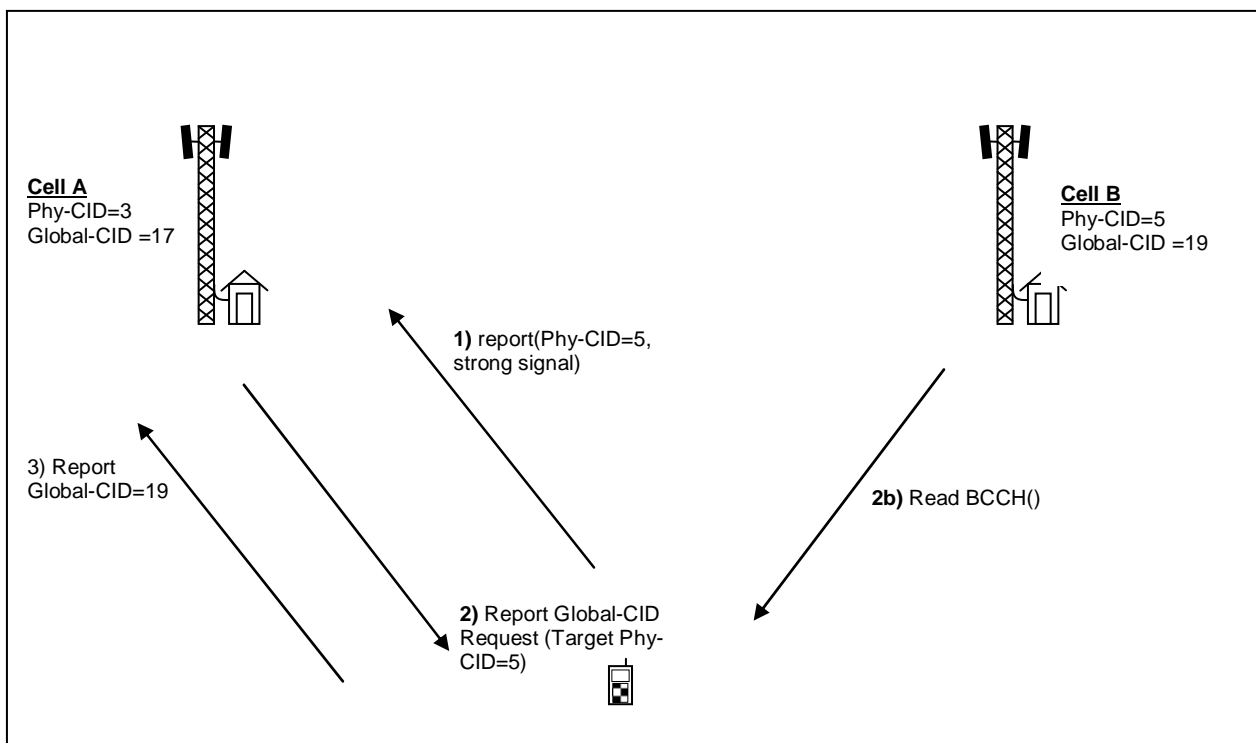 Cell A
Phy-CID=3
Global-CID =17
Cell B
Phy-CID=5
Global-CID =19
1) report(Phy-CID=5,
strong signal)
3) Report
Global-CID=19
2b) Read BCCH()
2) Report Global-CID
Request (Target Phy-
CID=5)